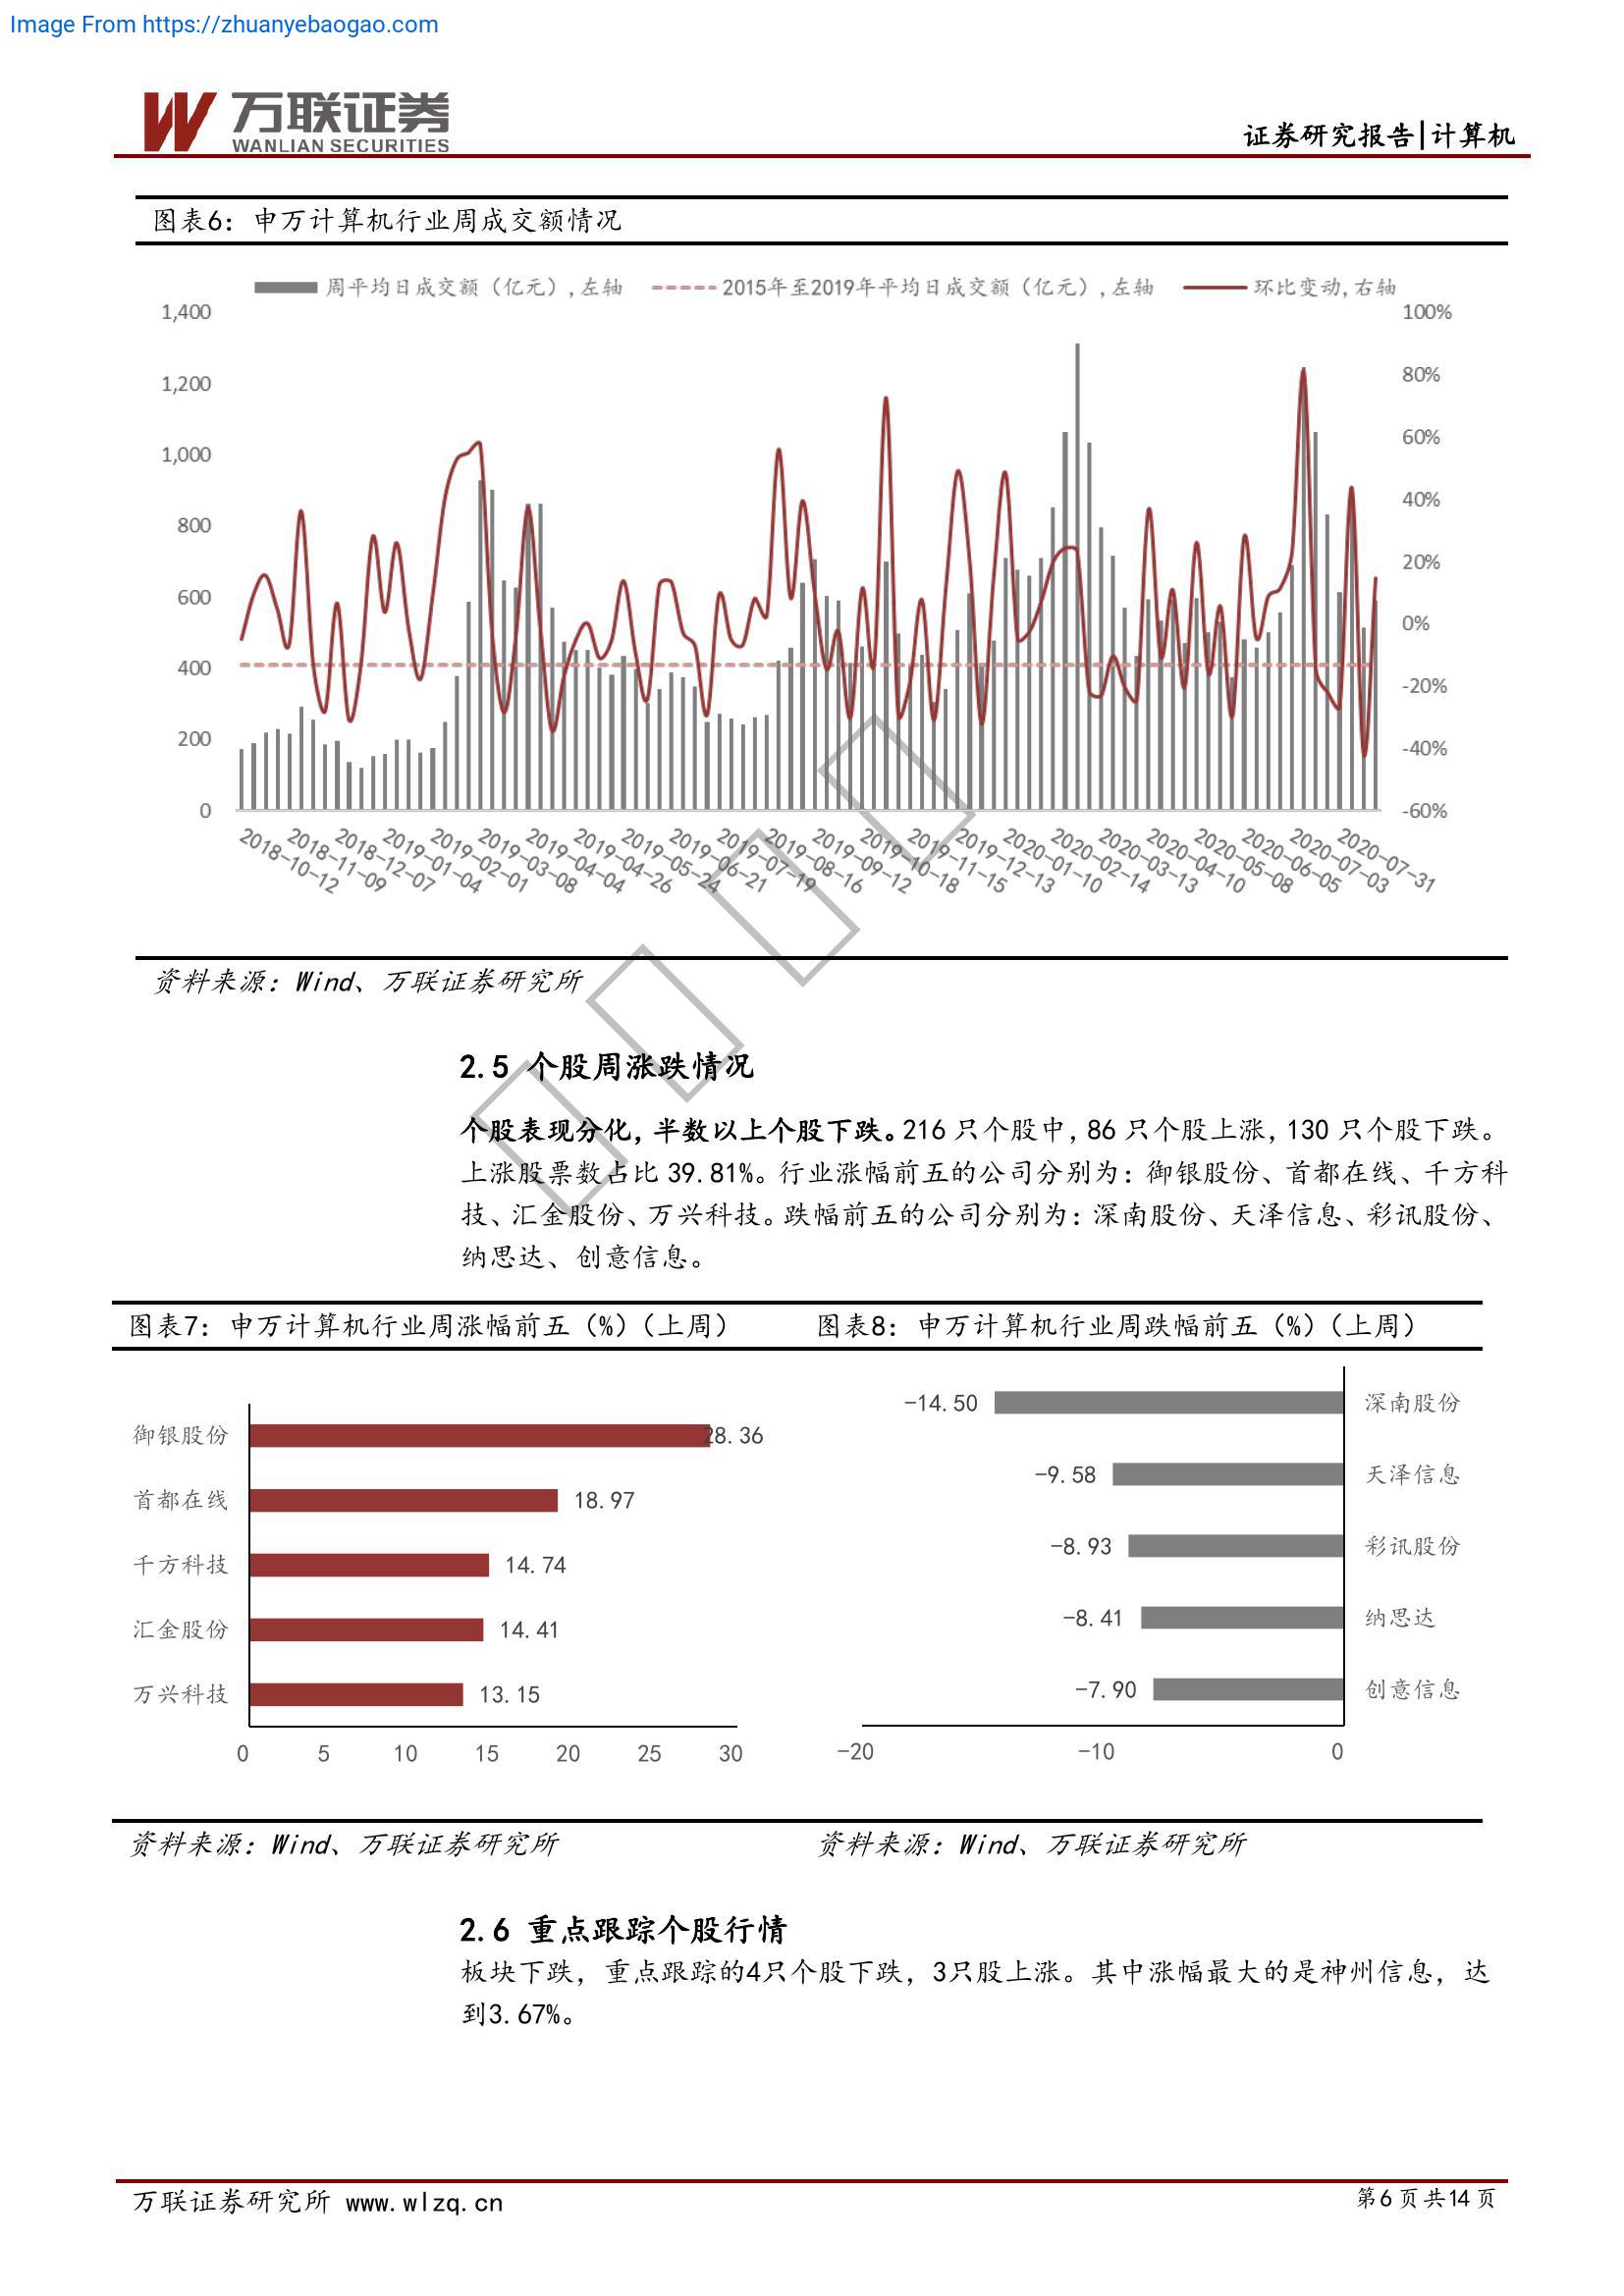 Image From https://zhuanyebaogao.com
万联证券
WANLIAN SECURITIES
证券研究报告|计算机
图表6：申万计算机行业周成交额情况
周平均日成交额（亿元）,左轴 2015年至2019年平均日成交额（亿元）,左轴 环比变动,右轴
1,400 100%
1,200 80%
1,000 60%
800 40%
600 20%
400 0%
200 -20%
0 -40%
-60%
2018-10-12 2018-11-09 2018-12-07 2019-01-04 2019-02-01 2019-03-08 2019-04-04 2019-04-26 2019-05-24 2019-06-21 2019-07-19 2019-08-16 2019-09-12 2019-10-18 2019-11-15 2019-12-13 2020-01-10 2020-02-14 2020-03-13 2020-04-10 2020-05-08 2020-06-05 2020-07-03 2020-07-31
资料来源：Wind、万联证券研究所
2.5 个股周涨跌情况
个股表现分化，半数以上个股下跌。216 只个股中，86 只个股上涨，130 只个股下跌。
上涨股票数占比 39.81%。行业涨幅前五的公司分别为：御银股份、首都在线、千方科
技、汇金股份、万兴科技。跌幅前五的公司分别为：深南股份、天泽信息、彩讯股份、
纳思达、创意信息。
图表7：申万计算机行业周涨幅前五（%）（上周）
御银股份 28.36
首都在线 18.97
千方科技 14.74
汇金股份 14.41
万兴科技 13.15
0 5 10 15 20 25 30
资料来源：Wind、万联证券研究所
图表8：申万计算机行业周跌幅前五（%）（上周）
-14.50 深南股份
-9.58 天泽信息
-8.93 彩讯股份
-8.41 纳思达
-7.90 创意信息
-20 -10 0
资料来源：Wind、万联证券研究所
2.6 重点跟踪个股行情
板块下跌，重点跟踪的4只个股下跌，3只股上涨。其中涨幅最大的是神州信息，达
到3.67%。
万联证券研究所 www.wlzq.cn
第 6 页 共 14 页